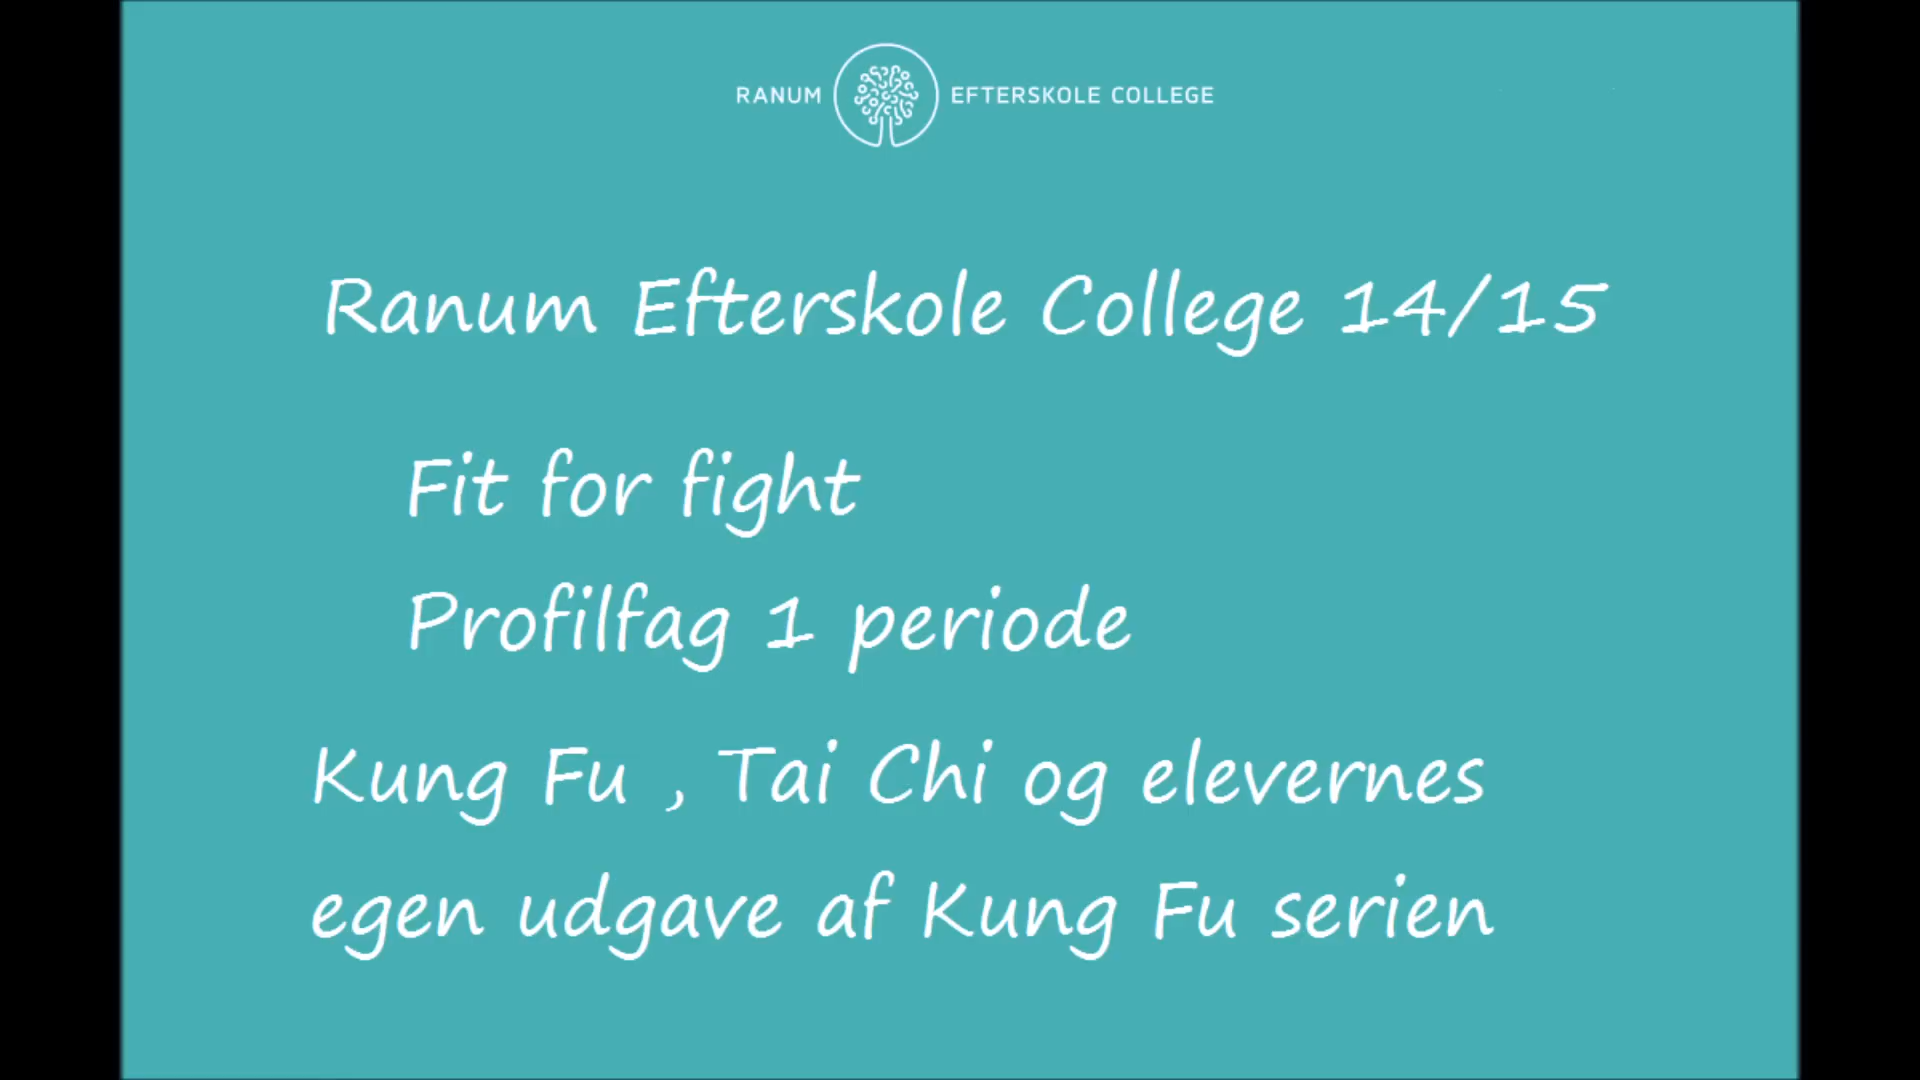 RANUM EFTERSKOLE COLLEGE
Ranum Efterskole College 14/15
Fit for fight
Profilfag 1 periode
Kung Fu , Tai Chi og elevernes
egen udgave af Kung Fu serien